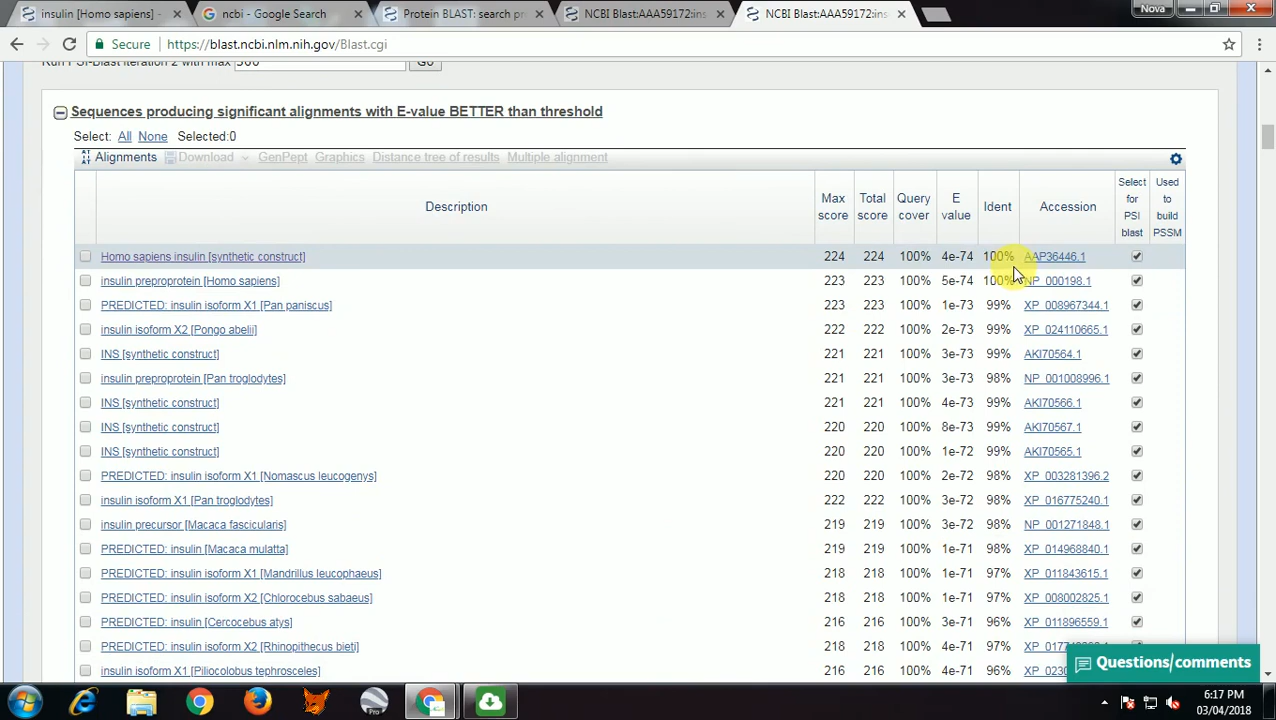 insulin [Homo sapiens] -
ncbi - Google Search
Protein BLAST: search
NCBI Blast:AAA59172:ins
NCBI Blast:AAA59172:ins
Nova
Secure https://blast.ncbi.nlm.nih.gov/Blast.cgi
Run PSI-Blast iteration 2 with max 500 Go
Sequences producing significant alignments with E-value BETTER than threshold
Select: All None Selected:0
Alignments Download GenPept Graphics Distance tree of results Multiple alignment
Description Max score Total score Query cover E value Ident Accession Select for PSI blast Used to build PSSM
Homo sapiens insulin [synthetic construct] 224 224 100% 4e-74 100% AAP36446.1
insulin preproprotein [Homo sapiens] 223 223 100% 5e-74 100% NP_000198.1
PREDICTED: insulin isoform X1 [Pan paniscus] 223 223 100% 1e-73 99% XP_008967344.1
insulin isoform X2 [Pongo abelii] 222 222 100% 2e-73 99% XP_024110665.1
INS [synthetic construct] 221 221 100% 3e-73 99% AKI70564.1
insulin preproprotein [Pan troglodytes] 221 221 100% 3e-73 98% NP_001008996.1
INS [synthetic construct] 221 221 100% 4e-73 99% AKI70566.1
INS [synthetic construct] 220 220 100% 8e-73 99% AKI70567.1
INS [synthetic construct] 220 220 100% 1e-72 99% AKI70565.1
PREDICTED: insulin isoform X1 [Nomascus leucogenys] 220 220 100% 2e-72 98% XP_003281396.2
insulin isoform X1 [Pan troglodytes] 222 222 100% 3e-72 98% XP_016775240.1
insulin precursor [Macaca fascicularis] 219 219 100% 3e-72 98% NP_001271848.1
PREDICTED: insulin [Macaca mulatta] 219 219 100% 1e-71 98% XP_014968840.1
PREDICTED: insulin isoform X1 [Mandrillus leucophaeus] 218 218 100% 1e-71 97% XP_011843615.1
PREDICTED: insulin isoform X2 [Chlorocebus sabaeus] 218 218 100% 1e-71 97% XP_008002825.1
PREDICTED: insulin [Cercocebus atys] 216 216 100% 3e-71 96% XP_011896559.1
PREDICTED: insulin isoform X2 [Rhinopithecus bieti] 218 218 100% 4e-71 97%
insulin isoform X1 [Piliocolobus tephrosceles] 216 216 100% 4e-71 96%
Questions/comments
Pro
6:17 PM
03/04/2018